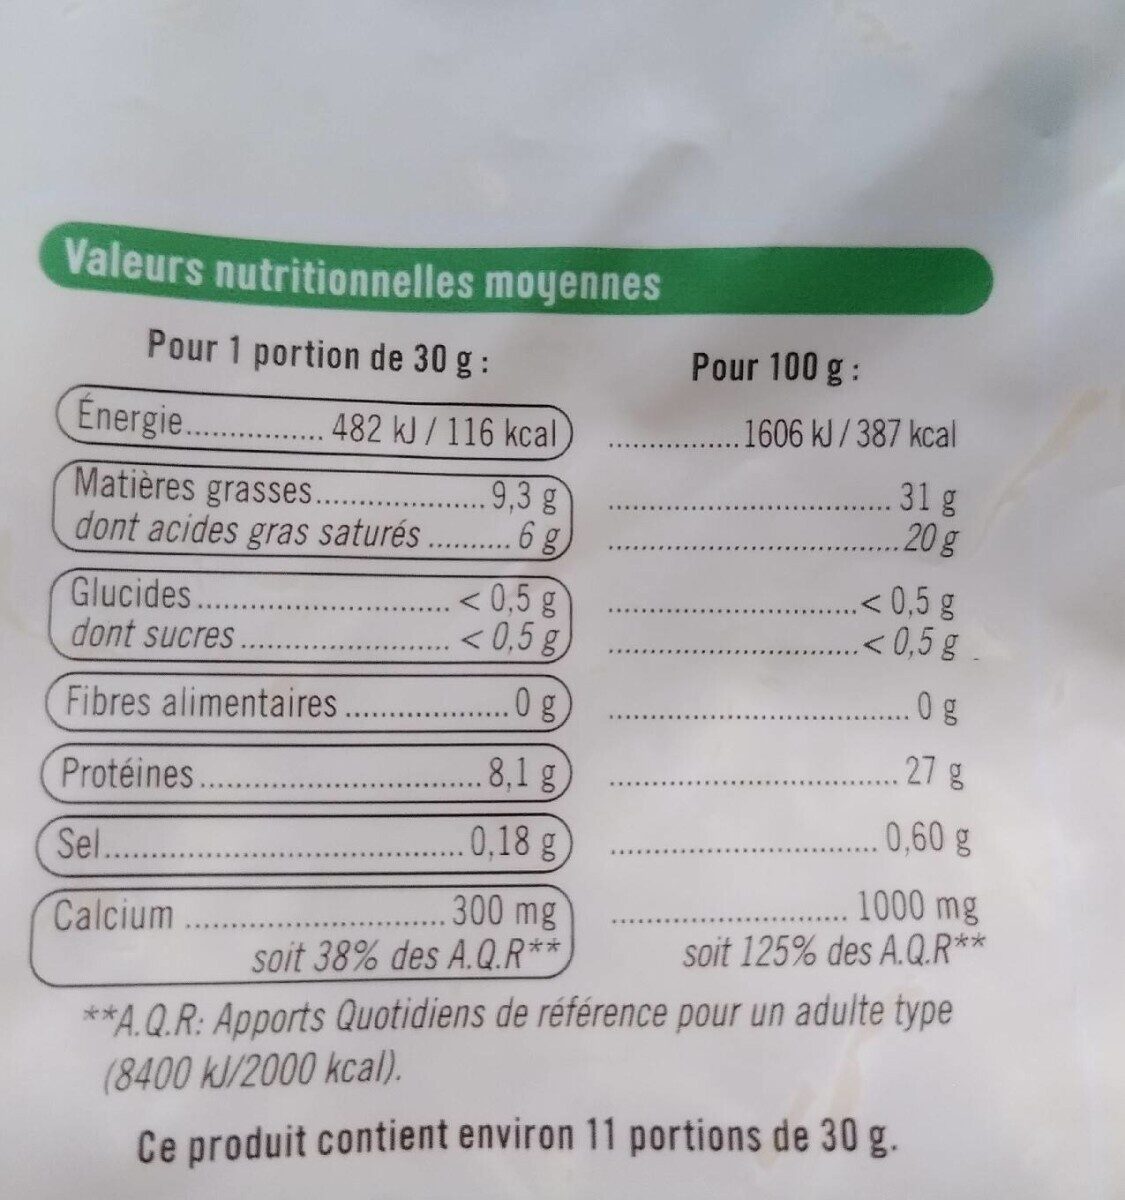 Valeurs nutritionnelles moyennes
Pour 1 portion de 30 g : Pour 100 g :
Énergie................ 482 kJ / 116 kcal ................ 1606 kJ / 387 kcal
Matières grasses.................... 9,3 g .................................. 31 g
dont acides gras saturés .......... 6 g .................................. 20 g
Glucides.............................. < 0,5 g .............................. < 0,5 g
dont sucres ......................... < 0,5 g .............................. < 0,5 g
Fibres alimentaires ................... 0 g .................................. 0 g
Protéines ............................... 8,1 g .................................. 27 g
Sel.......................................... 0,18 g ................................ 0,60 g
Calcium .............................. 300 mg ............................. 1000 mg
soit 38% des A.Q.R** soit 125% des A.Q.R**
**A.Q.R: Apports Quotidiens de référence pour un adulte type
(8400 kJ/2000 kcal).
Ce produit contient environ 11 portions de 30 g.